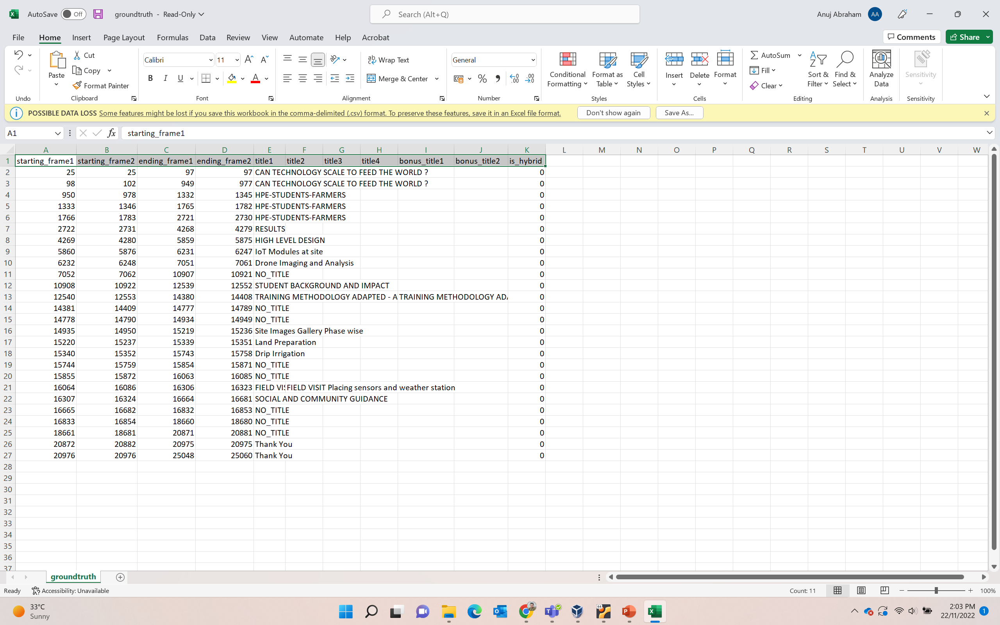 AutoSave Off groundtruth - Read-Only Search (Alt+Q) Anuj Abraham AA
File Home Insert Page Layout Formulas Data Review View Automate Help Acrobat Comments Share
Cut
Copy
Format Painter
Paste
Undo
Clipboard
Calibri 11
B I U
Font
Wrap Text
Merge & Center
Alignment
General
Number
Conditional Formatting
Format as Table
Cell Styles
Styles
Insert Delete Format
Cells
AutoSum
Fill
Clear
Sort & Filter
Find & Select
Editing
Analyze Data
Analysis
Sensitivity
Sensitivity
POSSIBLE DATA LOSS Some features might be lost if you save this workbook in the comma-delimited (.csv) format. To preserve these features, save it in an Excel file format. Don't show again Save As...
A1 fx starting_frame1
A B C D E F G H I J K L M N O P Q R S T U V W
1 starting_frame1 starting_frame2 ending_frame1 ending_frame2 title1 title2 title3 title4 bonus_title1 bonus_title2 is_hybrid
2 25 25 97 97 CAN TECHNOLOGY SCALE TO FEED THE WORLD ? 0
3 98 102 949 977 CAN TECHNOLOGY SCALE TO FEED THE WORLD ? 0
4 950 978 1332 1345 HPE-STUDENTS-FARMERS 0
5 1333 1346 1765 1782 HPE-STUDENTS-FARMERS 0
6 1766 1783 2721 2730 HPE-STUDENTS-FARMERS 0
7 2722 2731 4268 4279 RESULTS 0
8 4269 4280 5859 5875 HIGH LEVEL DESIGN 0
9 5860 5876 6231 6247 IoT Modules at site 0
10 6232 6248 7051 7061 Drone Imaging and Analysis 0
11 7052 7062 10907 10921 NO_TITLE 0
12 10908 10922 12539 12552 STUDENT BACKGROUND AND IMPACT 0
13 12540 12553 14380 14408 TRAINING METHODOLOGY ADAPTED - A TRAINING METHODOLOGY ADA 0
14 14381 14409 14777 14789 NO_TITLE 0
15 14778 14790 14934 14949 NO_TITLE 0
16 14935 14950 15219 15236 Site Images Gallery Phase wise 0
17 15220 15237 15339 15351 Land Preparation 0
18 15340 15352 15743 15758 Drip Irrigation 0
19 15744 15759 15854 15871 NO_TITLE 0
20 15855 15872 16063 16085 NO_TITLE 0
21 16064 16086 16306 16323 FIELD VIS FIELD VISIT Placing sensors and weather station 0
22 16307 16324 16664 16681 SOCIAL AND COMMUNITY GUIDANCE 0
23 16665 16682 16832 16853 NO_TITLE 0
24 16833 16854 18660 18680 NO_TITLE 0
25 18661 18681 20871 20881 NO_TITLE 0
26 20872 20882 20975 20975 Thank You 0
27 20976 20976 25048 25060 Thank You 0
28
29
30
31
32
33
34
35
36
37
groundtruth
Ready Accessibility: Unavailable Count: 11 100%
33°C
Sunny
2:03 PM
22/11/2022
1